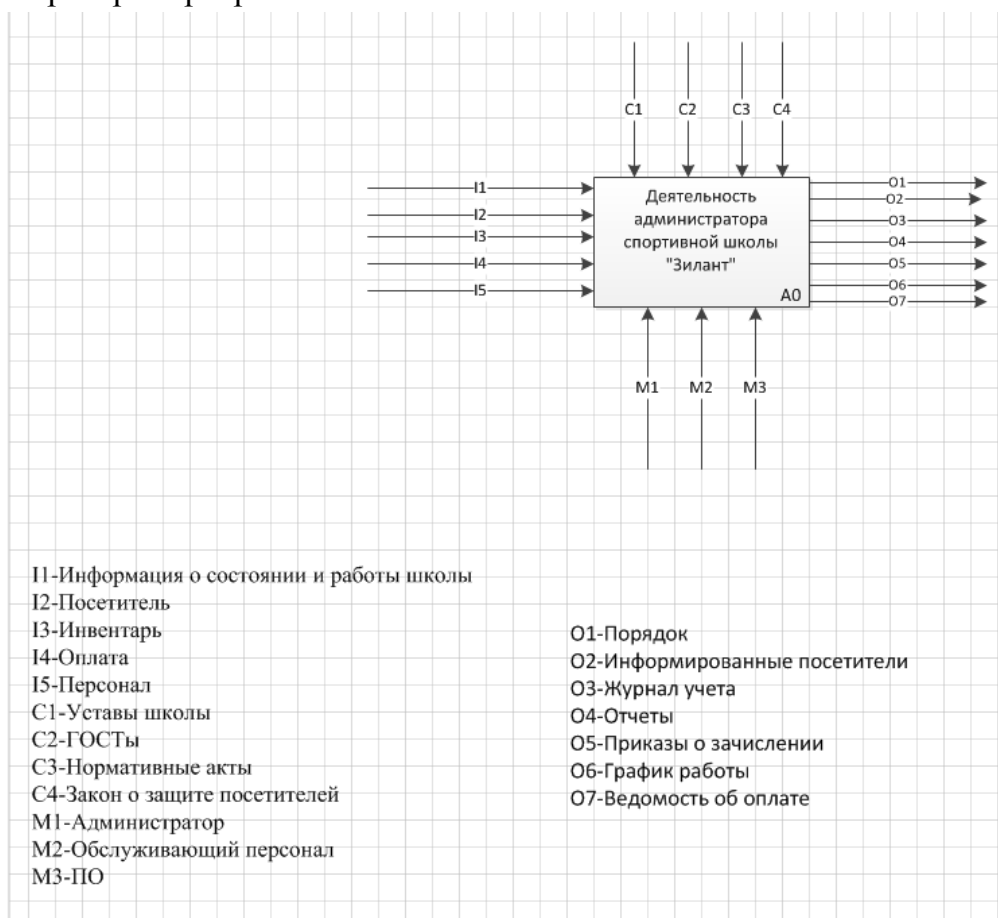 C1 C2 C3 C4
I1
I2
I3
I4
I5
Деятельность
администратора
спортивной школы
"Зилант"
A0
O1
O2
O3
O4
O5
O6
O7
M1 M2 M3
I1-Информация о состоянии и работы школы
I2-Посетитель
I3-Инвентарь
I4-Оплата
I5-Персонал
C1-Уставы школы
C2-ГОСТы
C3-Нормативные акты
C4-Закон о защите посетителей
M1-Администратор
M2-Обслуживающий персонал
M3-ПО
O1-Порядок
O2-Информированные посетители
O3-Журнал учета
O4-Отчеты
O5-Приказы о зачислении
O6-График работы
O7-Ведомость об оплате